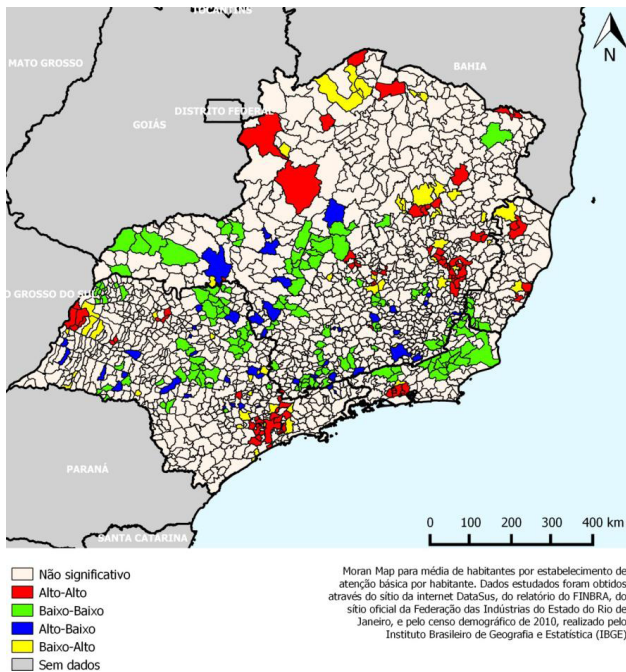 TOCANTINS
MATO GROSSO
BAHIA
N
DISTRITO FEDERAL
GOIÁS
O GROSSO DO SUL
PARANÁ
SANTA CATARINA
0 100 200 300 400 km
Não significativo
Alto-Alto
Baixo-Baixo
Alto-Baixo
Baixo-Alto
Sem dados
Moran Map para média de habitantes por estabelecimento de
atenção básica por habitante. Dados estudados foram obtidos
através do sítio da internet DataSus, do relatório do FINBRA, do
sítio oficial da Federação das Indústrias do Estado do Rio de
Janeiro, e pelo censo demográfico de 2010, realizado pelo
Instituto Brasileiro de Geografia e Estatística (IBGE)